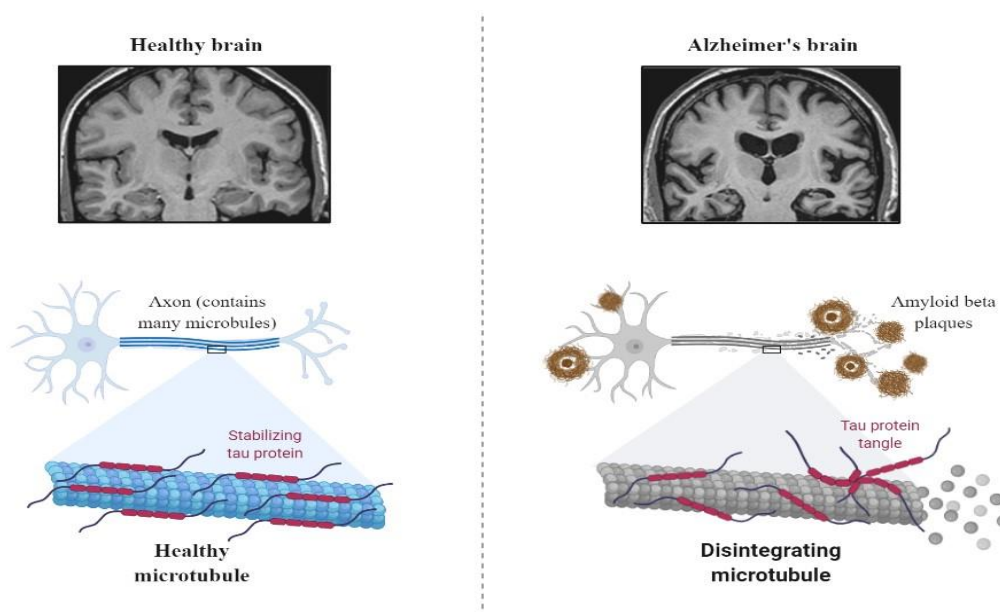 Healthy brain
Axon (contains
many microbules)
Stabilizing
tau protein
Healthy
microtubule
Alzheimer's brain
Amyloid beta
plaques
Tau protein
tangle
Disintegrating
microtubule